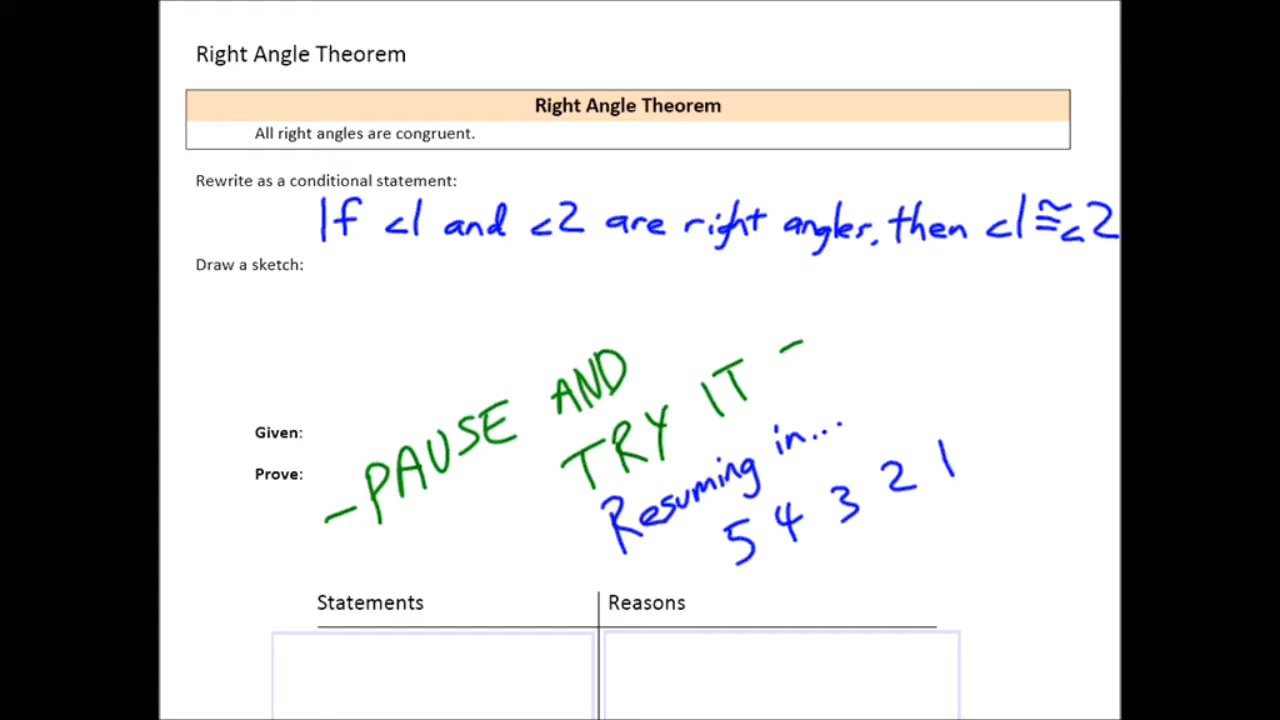 Right Angle Theorem
Right Angle Theorem
All right angles are congruent.
Rewrite as a conditional statement:
If <1 and <2 are right angles, then <1 ≅ <2
Draw a sketch:
- PAUSE AND
TRY IT -
Given:
Prove:
Resuming in...
5 4 3 2 1
Statements
Reasons